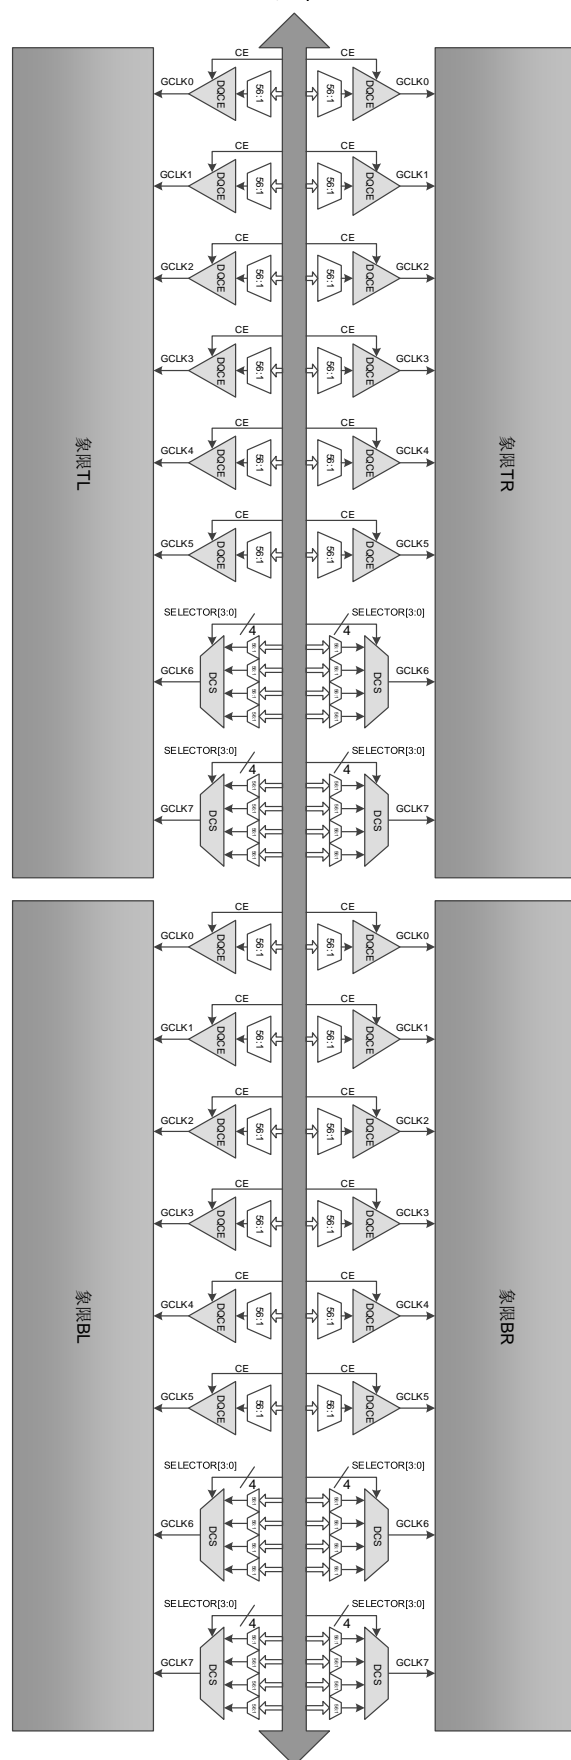 CE CE
GCLK0 DQCE 56:1 56:1 DQCE GCLK0
CE CE
GCLK1 DQCE 56:1 56:1 DQCE GCLK1
CE CE
GCLK2 DQCE 56:1 56:1 DQCE GCLK2
CE CE
GCLK3 DQCE 56:1 56:1 DQCE GCLK3
象限TL
象限TR
CE CE
GCLK4 DQCE 56:1 56:1 DQCE GCLK4
CE CE
GCLK5 DQCE 56:1 56:1 DQCE GCLK5
SELECTOR[3:0] SELECTOR[3:0]
4 4
GCLK6 DCS DCS GCLK6
SELECTOR[3:0] SELECTOR[3:0]
4 4
GCLK7 DCS DCS GCLK7
CE CE
GCLK0 DQCE 56:1 56:1 DQCE GCLK0
CE CE
GCLK1 DQCE 56:1 56:1 DQCE GCLK1
CE CE
GCLK2 DQCE 56:1 56:1 DQCE GCLK2
CE CE
GCLK3 DQCE 56:1 56:1 DQCE GCLK3
象限BL
象限BR
CE CE
GCLK4 DQCE 56:1 56:1 DQCE GCLK4
CE CE
GCLK5 DQCE 56:1 56:1 DQCE GCLK5
SELECTOR[3:0] SELECTOR[3:0]
4 4
GCLK6 DCS DCS GCLK6
SELECTOR[3:0] SELECTOR[3:0]
4 4
GCLK7 DCS DCS GCLK7